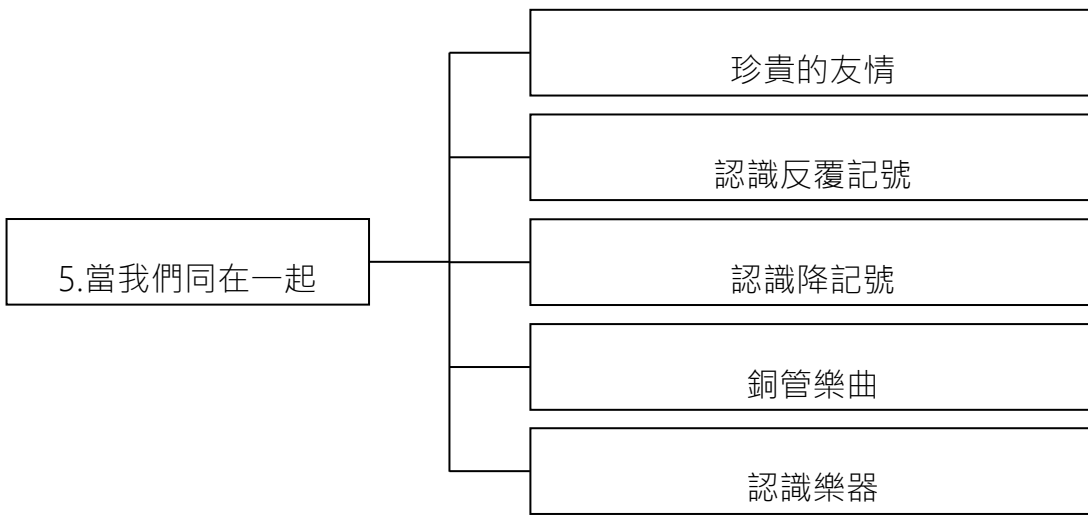 5.當我們同在一起
珍貴的友情
認識反覆記號
認識降記號
銅管樂曲
認識樂器